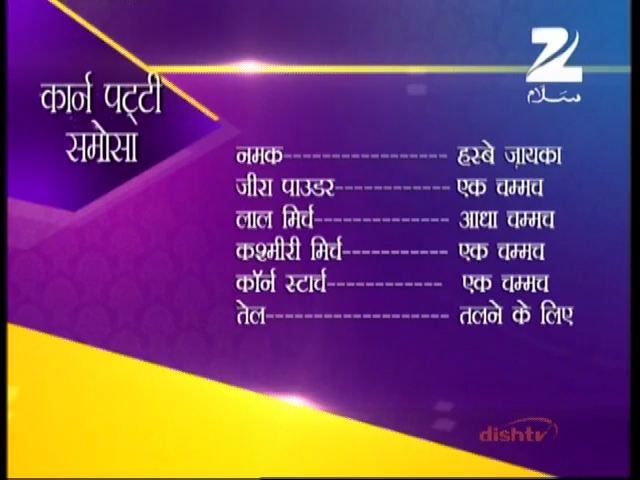 कार्न पट्टी
समोसा
Z
سلام
नमक---------------- हस्बे ज़ायका
जीरा पाउडर------------ एक चम्मच
लाल मिर्च-------------- आधा चम्मच
कश्मीरी मिर्च----------- एक चम्मच
कॉर्न स्टार्च------------ एक चम्मच
तेल------------------- तलने के लिए
dishtv